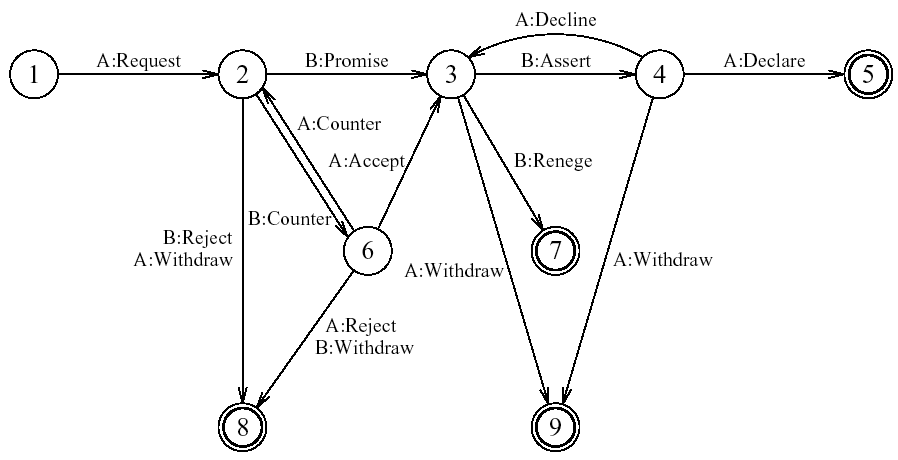 A:Decline
1
A:Request
2
B:Promise
3
B:Assert
4
A:Declare
5
A:Counter
A:Accept
B:Renege
B:Counter
B:Reject
A:Withdraw
6
7
A:Withdraw
A:Withdraw
A:Reject
B:Withdraw
8
9